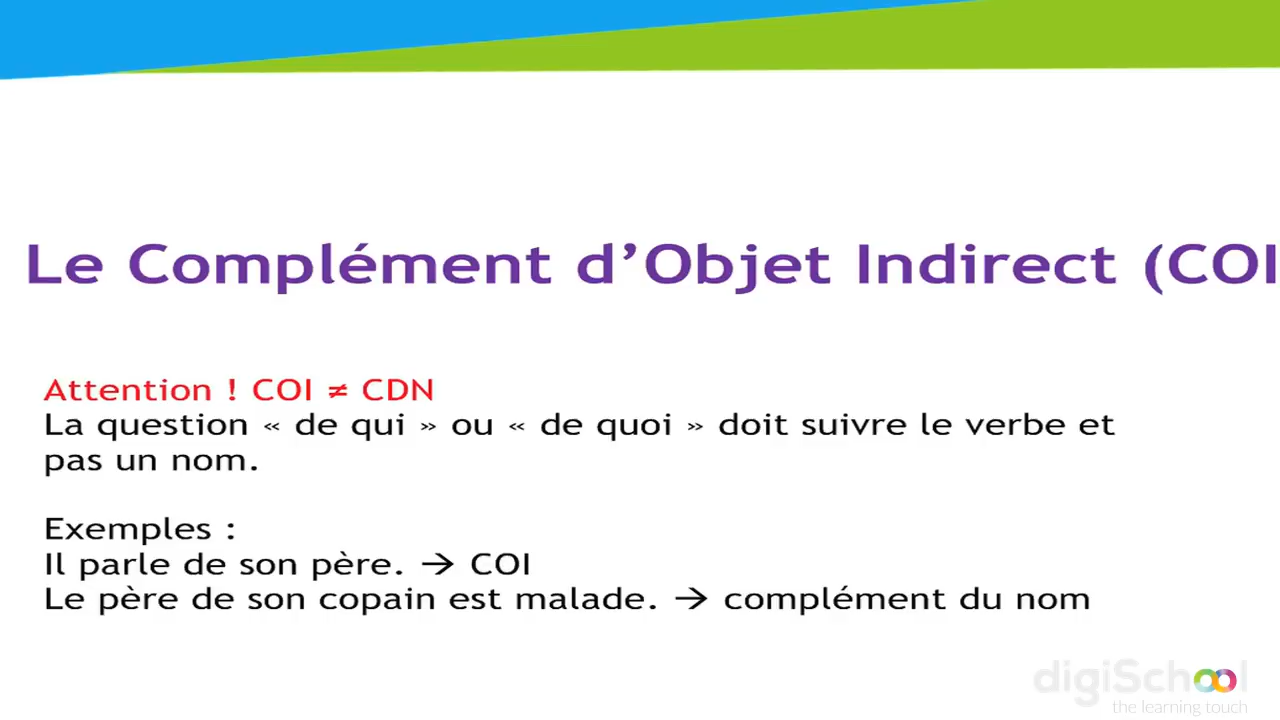 Le Complément d’Objet Indirect (COI
Attention ! COI ≠ CDN
La question « de qui » ou « de quoi » doit suivre le verbe et
pas un nom.
Exemples :
Il parle de son père. → COI
Le père de son copain est malade. → complément du nom
digiSchool
the learning touch